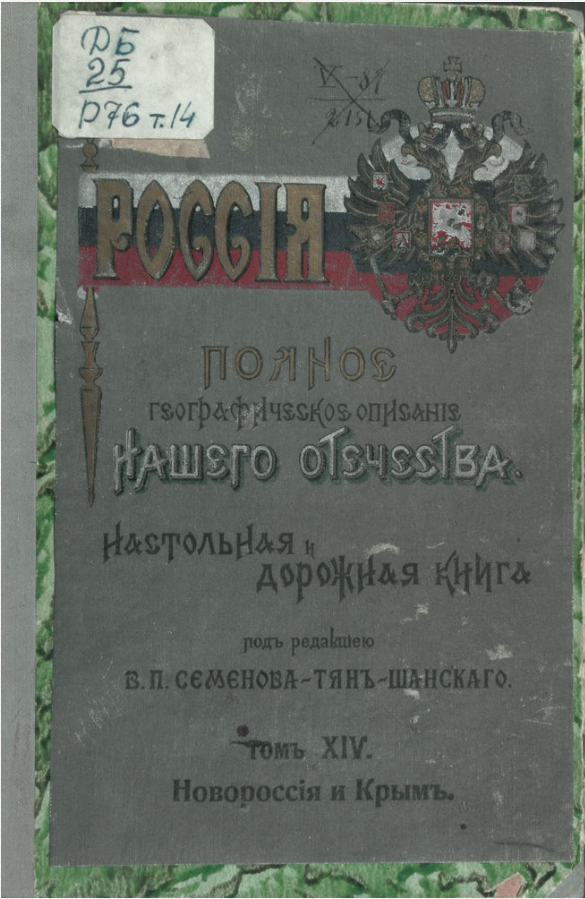 ДБ
25
Р76 т.14
РОССІЯ
ПОЛНОЕ
ГЕОГРАФИЧЕСКОЕ ОПИСАНІЕ
НАШЕГО ОТЕЧЕСТВА.
НАСТОЛЬНАЯ И
ДОРОЖНАЯ КНИГА
подъ редакціею
В. П. СЕМЕНОВА-ТЯНЪ-ШАНСКАГО.
Томъ XIV.
Новороссія и Крымъ.